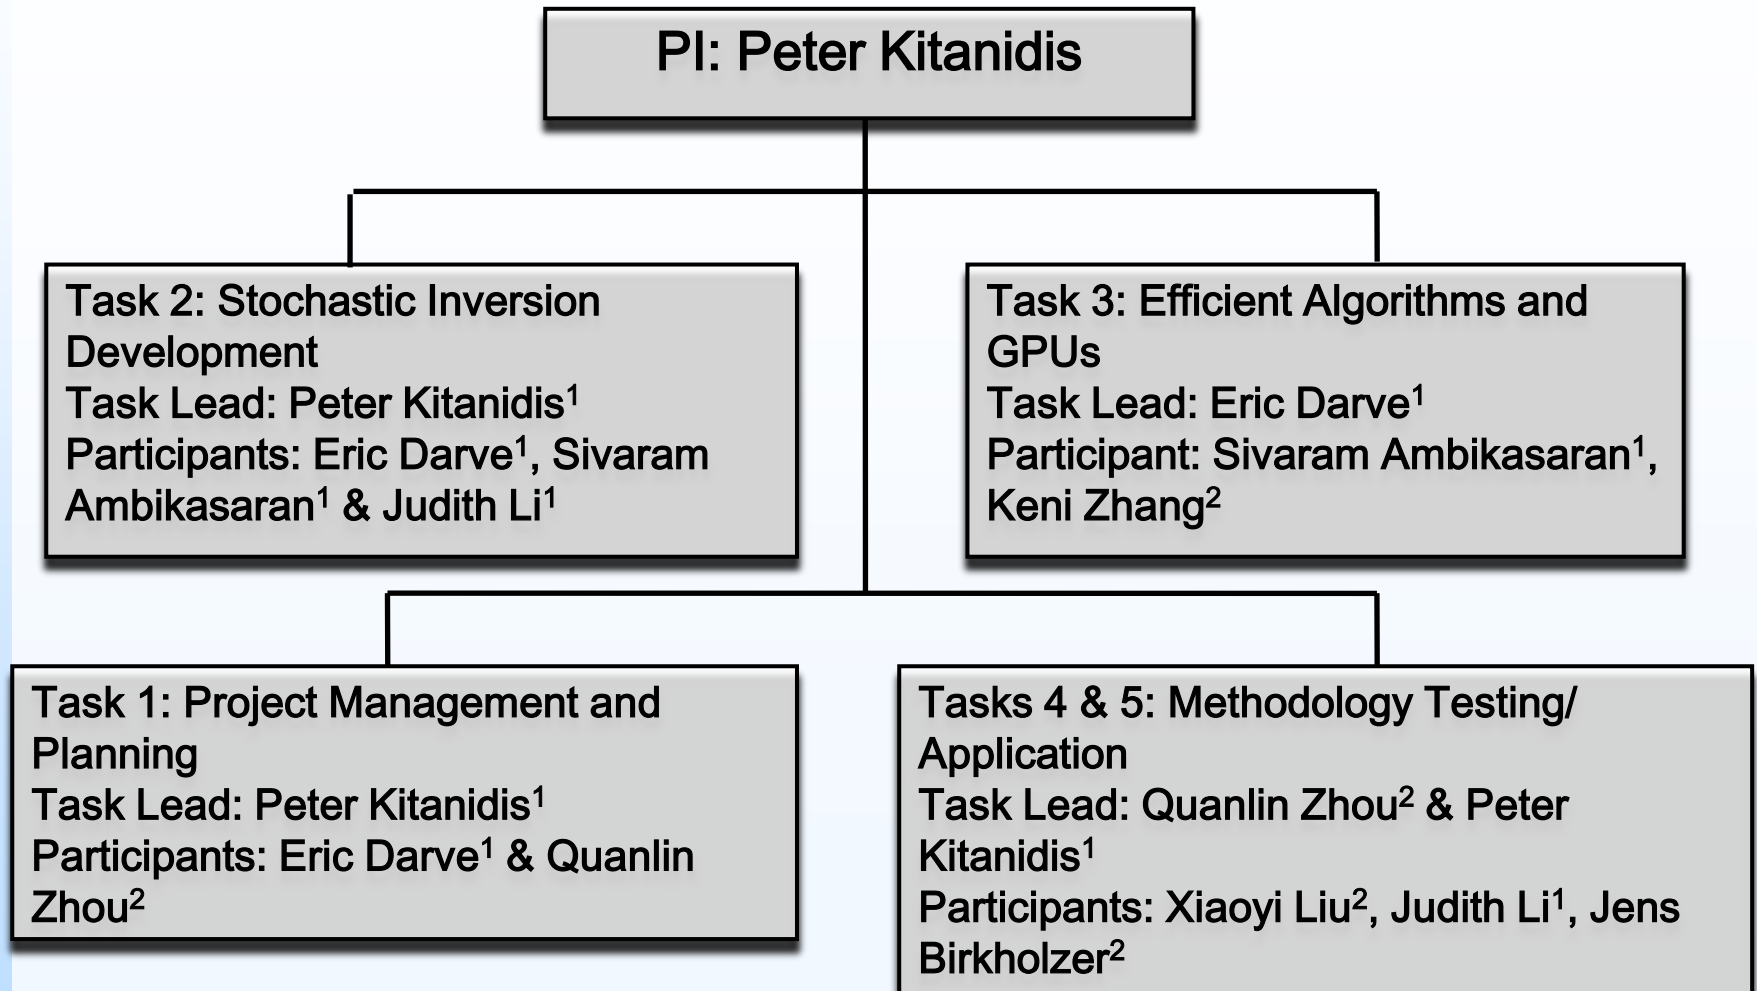 PI: Peter Kitanidis
Task 2: Stochastic Inversion
Development
Task Lead: Peter Kitanidis¹
Participants: Eric Darve¹, Sivaram
Ambikasaran¹ & Judith Li¹
Task 3: Efficient Algorithms and
GPUs
Task Lead: Eric Darve¹
Participant: Sivaram Ambikasaran¹,
Keni Zhang²
Task 1: Project Management and
Planning
Task Lead: Peter Kitanidis¹
Participants: Eric Darve¹ & Quanlin
Zhou²
Tasks 4 & 5: Methodology Testing/
Application
Task Lead: Quanlin Zhou² & Peter
Kitanidis¹
Participants: Xiaoyi Liu², Judith Li¹, Jens
Birkholzer²